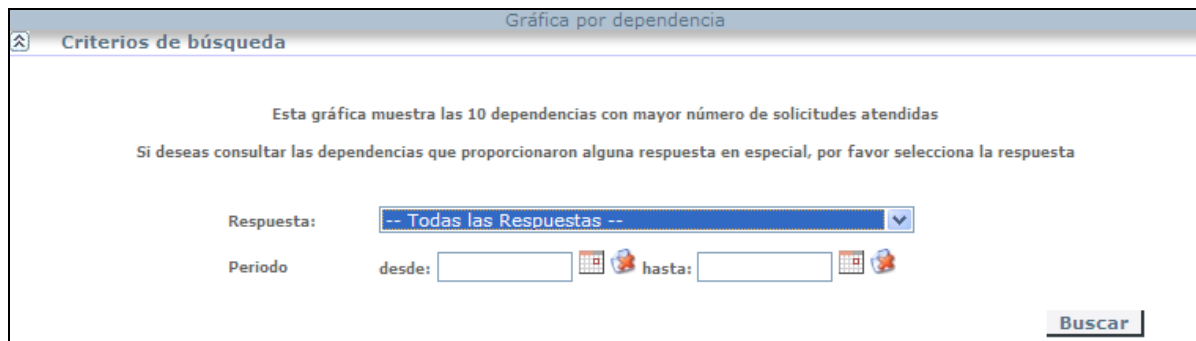 Gráfica por dependencia
Criterios de búsqueda
Esta gráfica muestra las 10 dependencias con mayor número de solicitudes atendidas
Si deseas consultar las dependencias que proporcionaron alguna respuesta en especial, por favor selecciona la respuesta
Respuesta: -- Todas las Respuestas --
Periodo desde: hasta:
Buscar